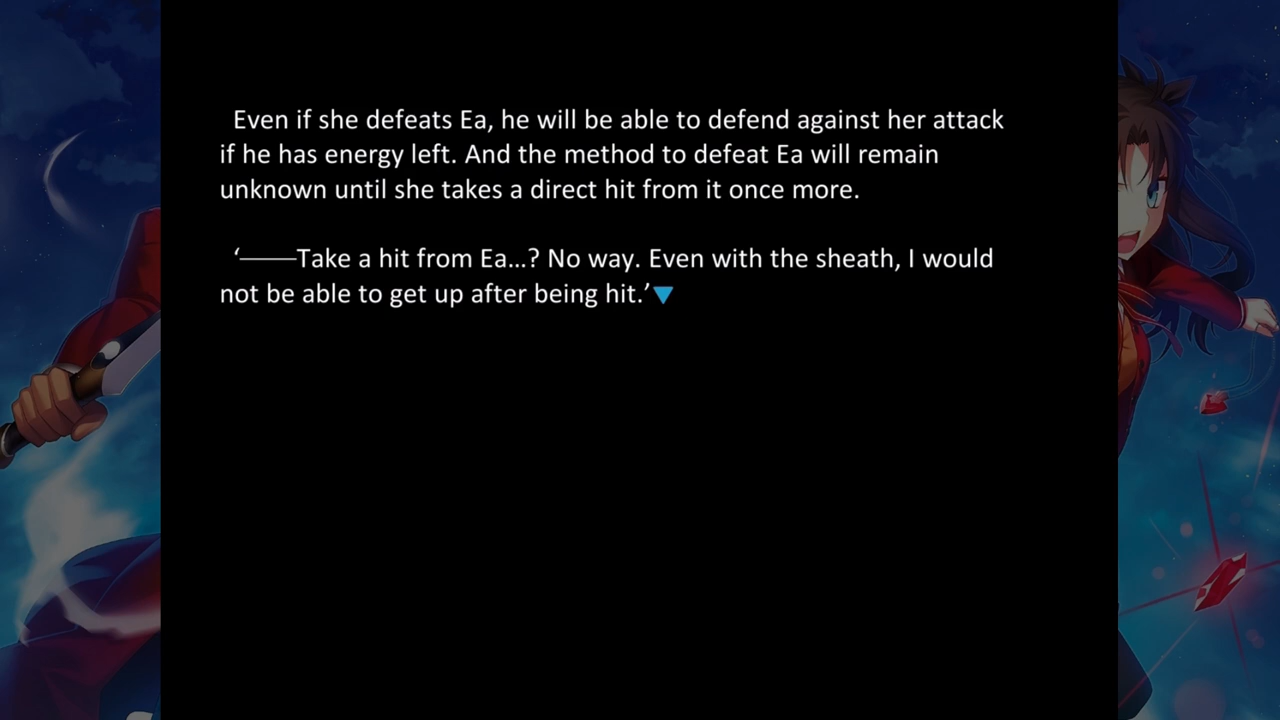 Even if she defeats Ea, he will be able to defend against her attack
if he has energy left. And the method to defeat Ea will remain
unknown until she takes a direct hit from it once more.
‘───Take a hit from Ea...? No way. Even with the sheath, I would
not be able to get up after being hit.’